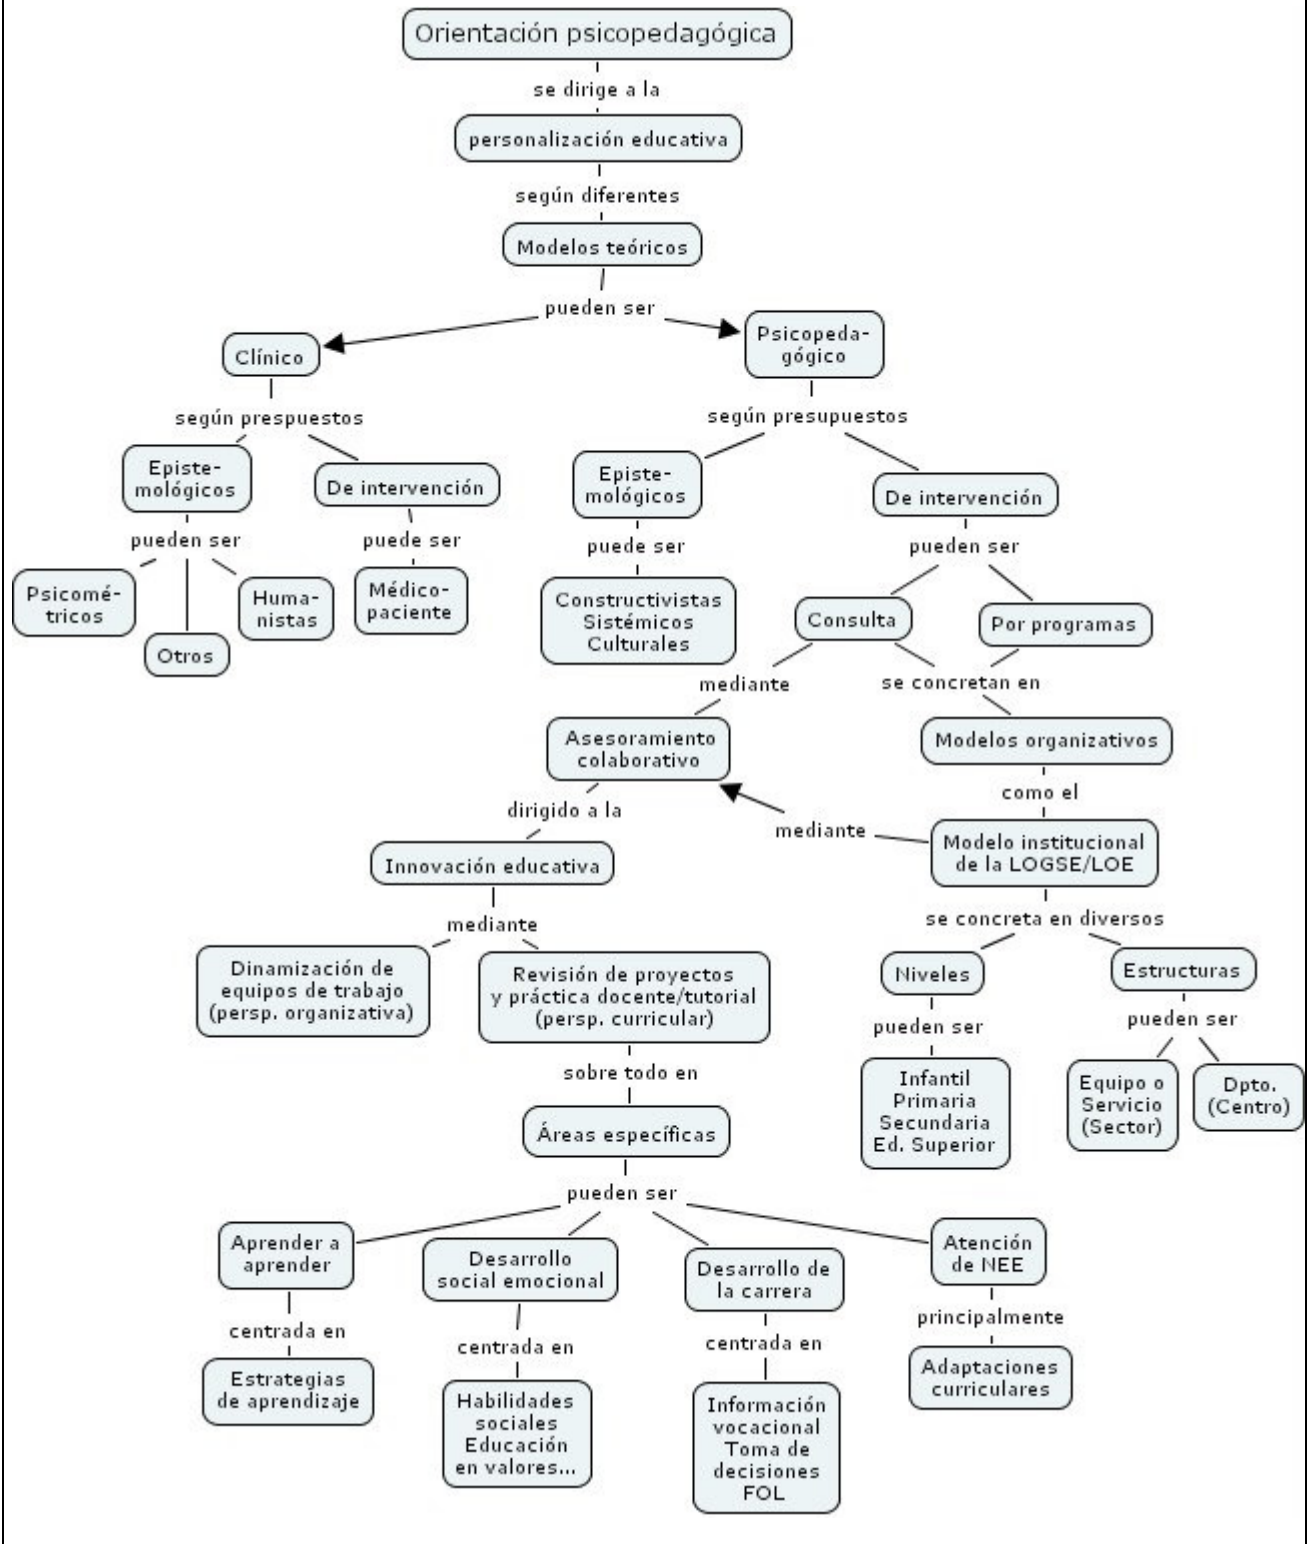 Orientación psicopedagógica
se dirige a la
personalización educativa
según diferentes
Modelos teóricos
pueden ser
Clínico
según prespuestos
Episte-
mológicos
De intervención
pueden ser
puede ser
Psicomé-
tricos
Otros
Huma-
nistas
Médico-
paciente
Psicopeda-
gógico
según presupuestos
Episte-
mológicos
De intervención
puede ser
pueden ser
Constructivistas
Sistémicos
Culturales
Consulta
Por programas
mediante
se concretan en
Asesoramiento
colaborativo
Modelos organizativos
como el
dirigido a la
mediante
Modelo institucional
de la LOGSE/LOE
Innovación educativa
mediante
se concreta en diversos
Dinamización de
equipos de trabajo
(persp. organizativa)
Revisión de proyectos
y práctica docente/tutorial
(persp. curricular)
Niveles
Estructuras
pueden ser
pueden ser
Infantil
Primaria
Secundaria
Ed. Superior
Equipo o
Servicio
(Sector)
Dpto.
(Centro)
sobre todo en
Áreas específicas
pueden ser
Aprender a
aprender
Desarrollo
social emocional
Desarrollo de
la carrera
Atención
de NEE
centrada en
centrada en
centrada en
principalmente
Estrategias
de aprendizaje
Habilidades
sociales
Educación
en valores...
Información
vocacional
Toma de
decisiones
FOL
Adaptaciones
curriculares